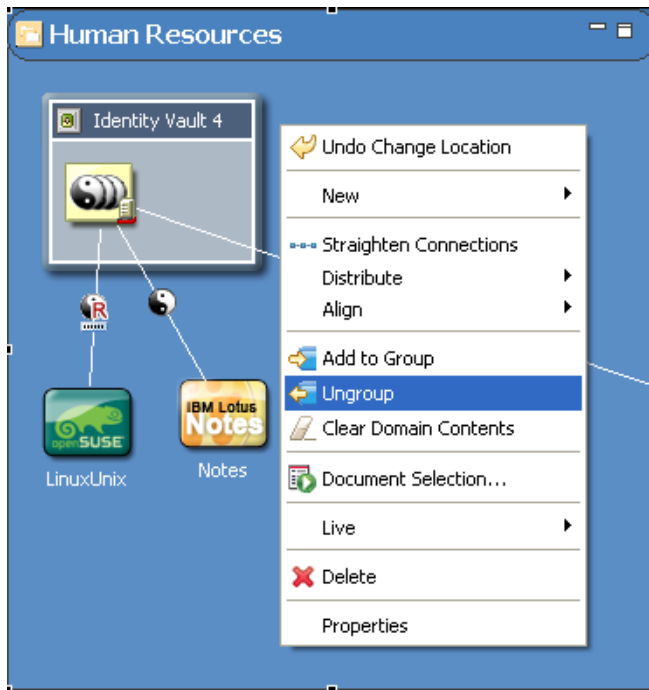 Human Resources
Identity Vault 4
Undo Change Location
New
Straighten Connections
Distribute
Align
Add to Group
Ungroup
Clear Domain Contents
Document Selection...
Live
Delete
Properties
R
openSUSE
LinuxUnix
IBM Lotus
Notes
Notes